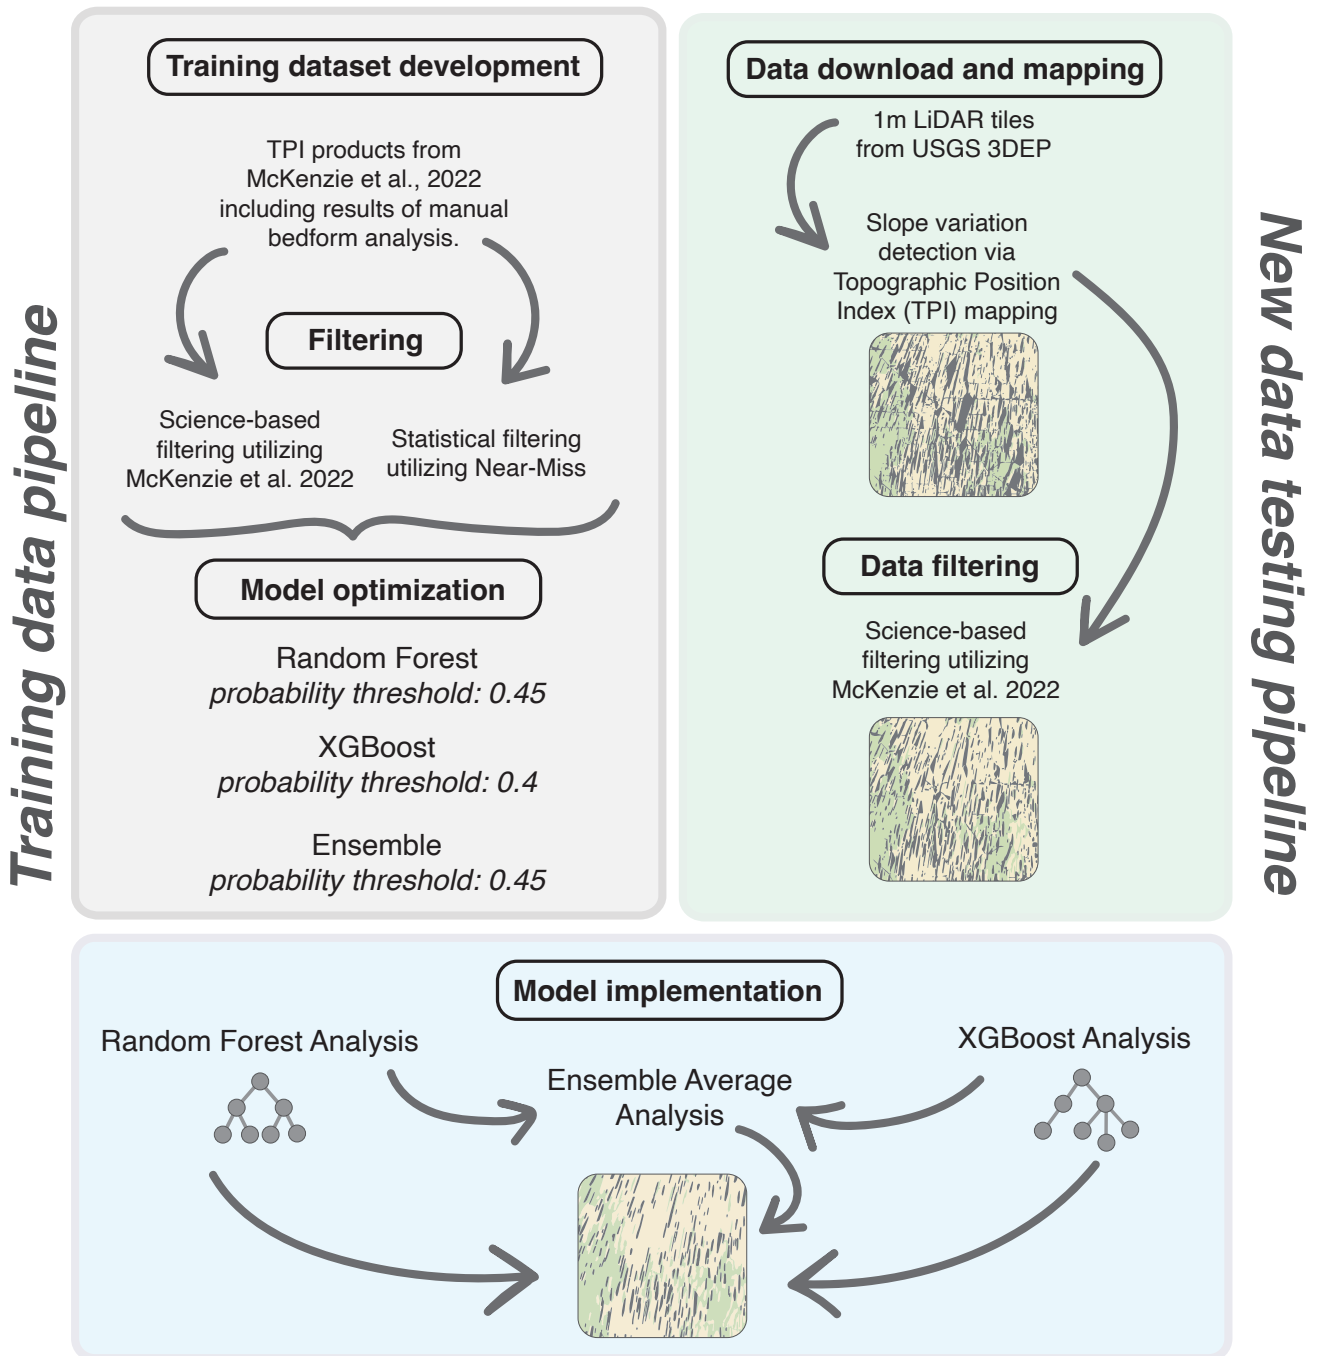 Training data pipeline
Training dataset development
TPI products from
McKenzie et al., 2022
including results of manual
bedform analysis.
Filtering
Science-based
filtering utilizing
McKenzie et al. 2022
Statistical filtering
utilizing Near-Miss
Model optimization
Random Forest
probability threshold: 0.45
XGBoost
probability threshold: 0.4
Ensemble
probability threshold: 0.45
New data testing pipeline
Data download and mapping
1m LiDAR tiles
from USGS 3DEP
Slope variation
detection via
Topographic Position
Index (TPI) mapping
Data filtering
Science-based
filtering utilizing
McKenzie et al. 2022
Model implementation
Random Forest Analysis
Ensemble Average
Analysis
XGBoost Analysis